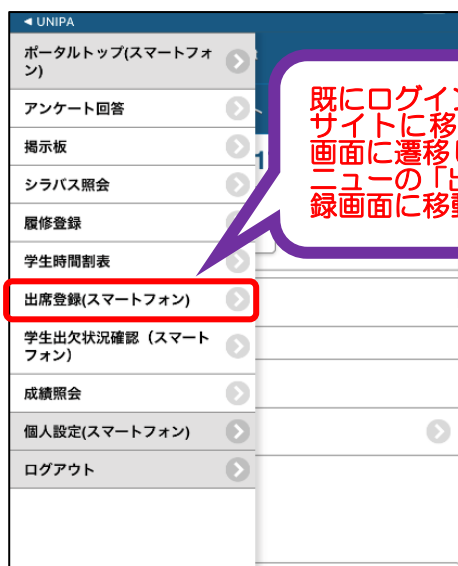 ◀ UNIPA
ポータルトップ(スマートフォ
ン)
アンケート回答
掲示板
シラバス照会
履修登録
学生時間割表
出席登録(スマートフォン)
学生出欠状況確認（スマート
フォン）
成績照会
個人設定(スマートフォン)
ログアウト
既にログイン
サイトに移
画面に遷移し
ニューの「出
録画面に移動